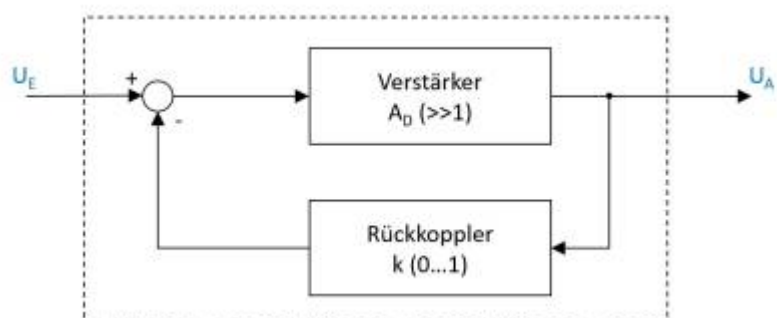 U_E
+
-
Verstärker
A_D (>>1)
U_A
Rückkoppler
k (0...1)